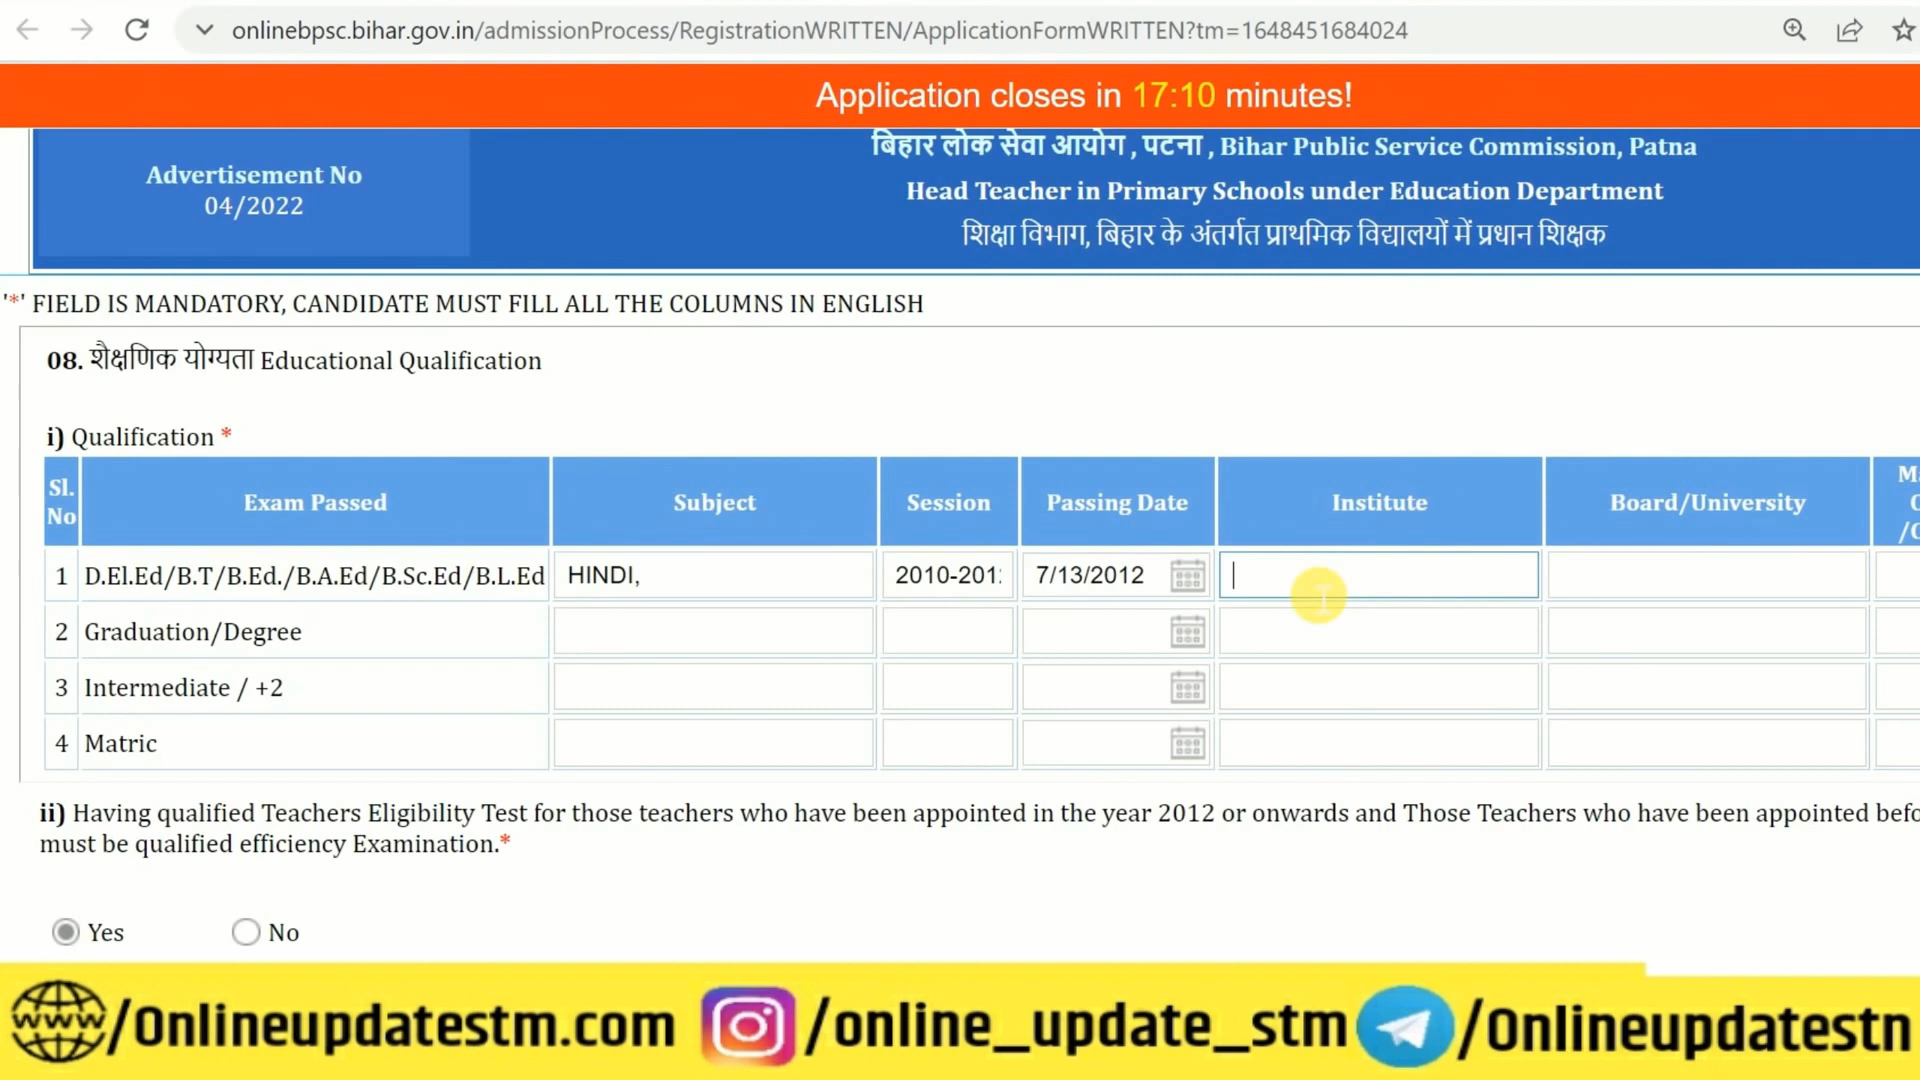 onlinebpsc.bihar.gov.in/admissionProcess/RegistrationWRITTEN/ApplicationFormWRITTEN?tm=1648451684024
Application closes in 17:10 minutes!
Advertisement No
04/2022
बिहार लोक सेवा आयोग , पटना , Bihar Public Service Commission, Patna
Head Teacher in Primary Schools under Education Department
शिक्षा विभाग, बिहार के अंतर्गत प्राथमिक विद्यालयों में प्रधान शिक्षक
'*' FIELD IS MANDATORY, CANDIDATE MUST FILL ALL THE COLUMNS IN ENGLISH
08. शैक्षणिक योग्यता Educational Qualification
i) Qualification *
Sl. No Exam Passed Subject Session Passing Date Institute Board/University
1 D.El.Ed/B.T/B.Ed./B.A.Ed/B.Sc.Ed/B.L.Ed HINDI, 2010-201 7/13/2012
2 Graduation/Degree
3 Intermediate / +2
4 Matric
ii) Having qualified Teachers Eligibility Test for those teachers who have been appointed in the year 2012 or onwards and Those Teachers who have been appointed befo
must be qualified efficiency Examination.*
Yes No
www /Onlineupdatestm.com /online_update_stm /Onlineupdatestn